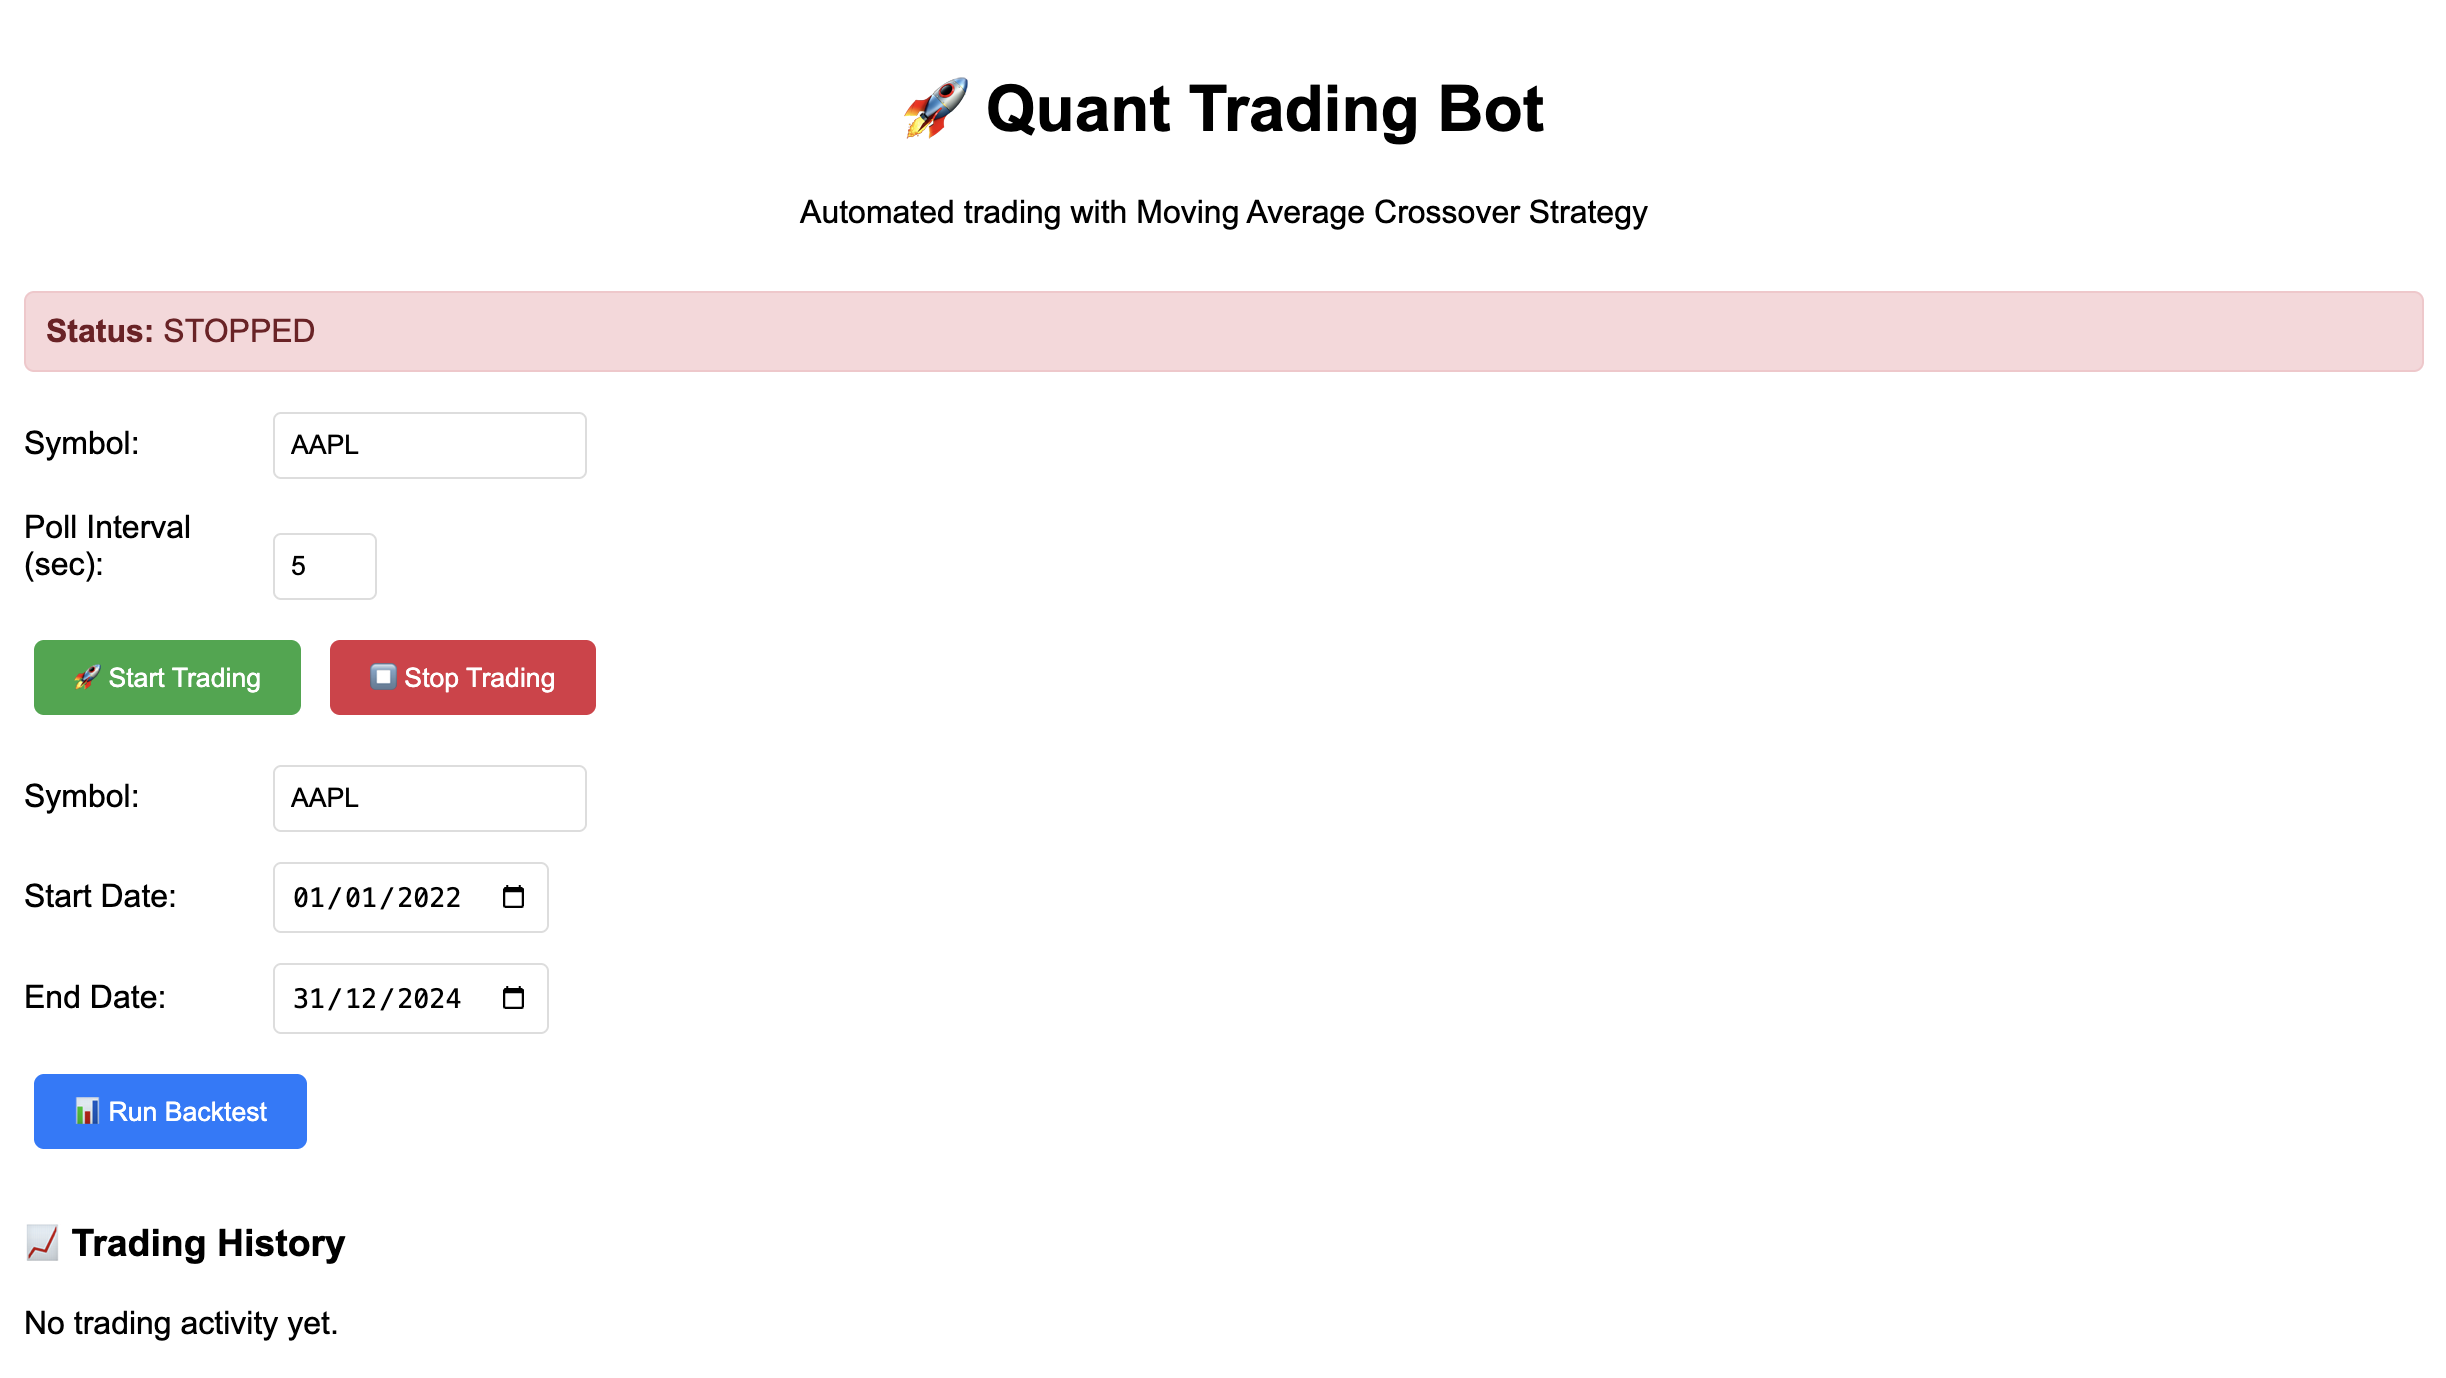 🚀 Quant Trading Bot
Automated trading with Moving Average Crossover Strategy
Status: STOPPED
Symbol: AAPL
Poll Interval
(sec): 5
🚀 Start Trading ⏹️ Stop Trading
Symbol: AAPL
Start Date: 01/01/2022
End Date: 31/12/2024
📊 Run Backtest
📈 Trading History
No trading activity yet.